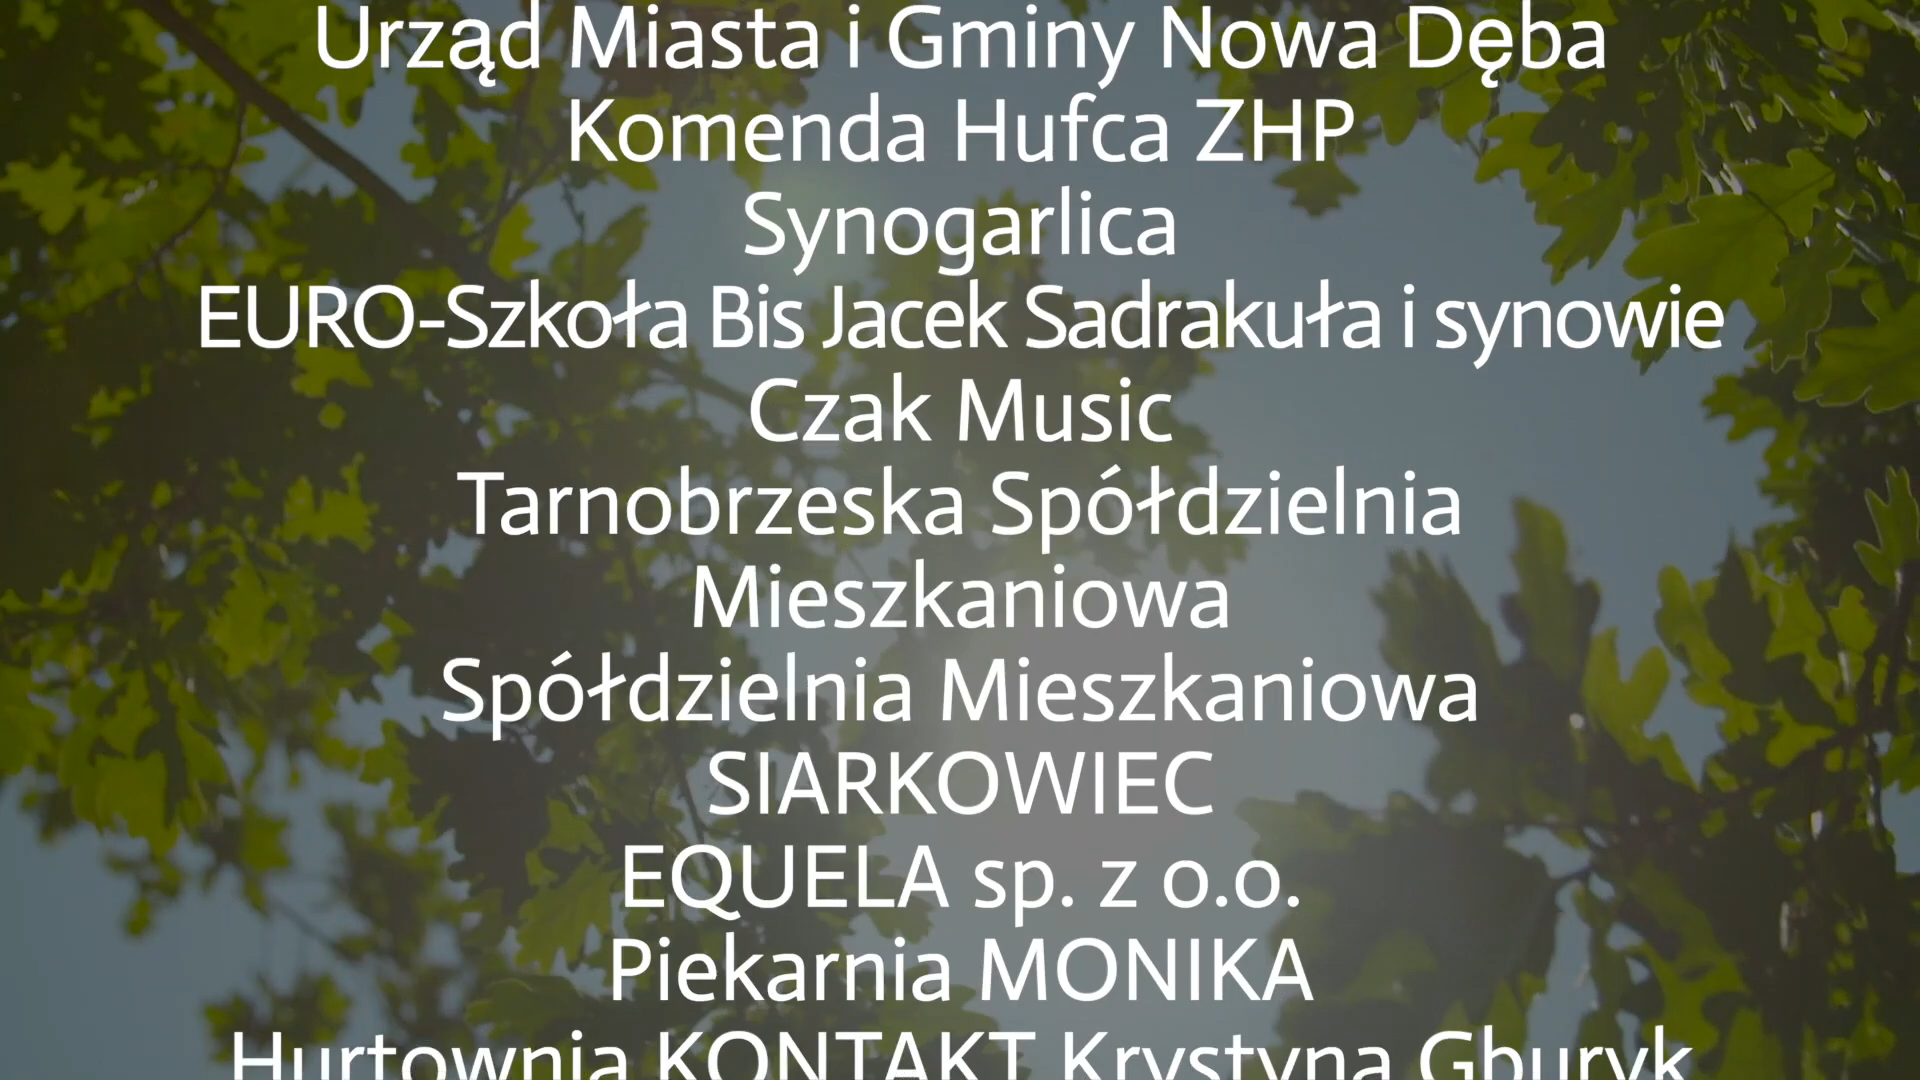 Urząd Miasta i Gminy Nowa Dęba
Komenda Hufca ZHP
Synogarlica
EURO-Szkoła Bis Jacek Sadrakuła i synowie
Czak Music
Tarnobrzeska Spółdzielnia
Mieszkaniowa
Spółdzielnia Mieszkaniowa
SIARKOWIEC
EQUELA sp. z o.o.
Piekarnia MONIKA
Hurtownia KONTAKT Krystyna Gburyk